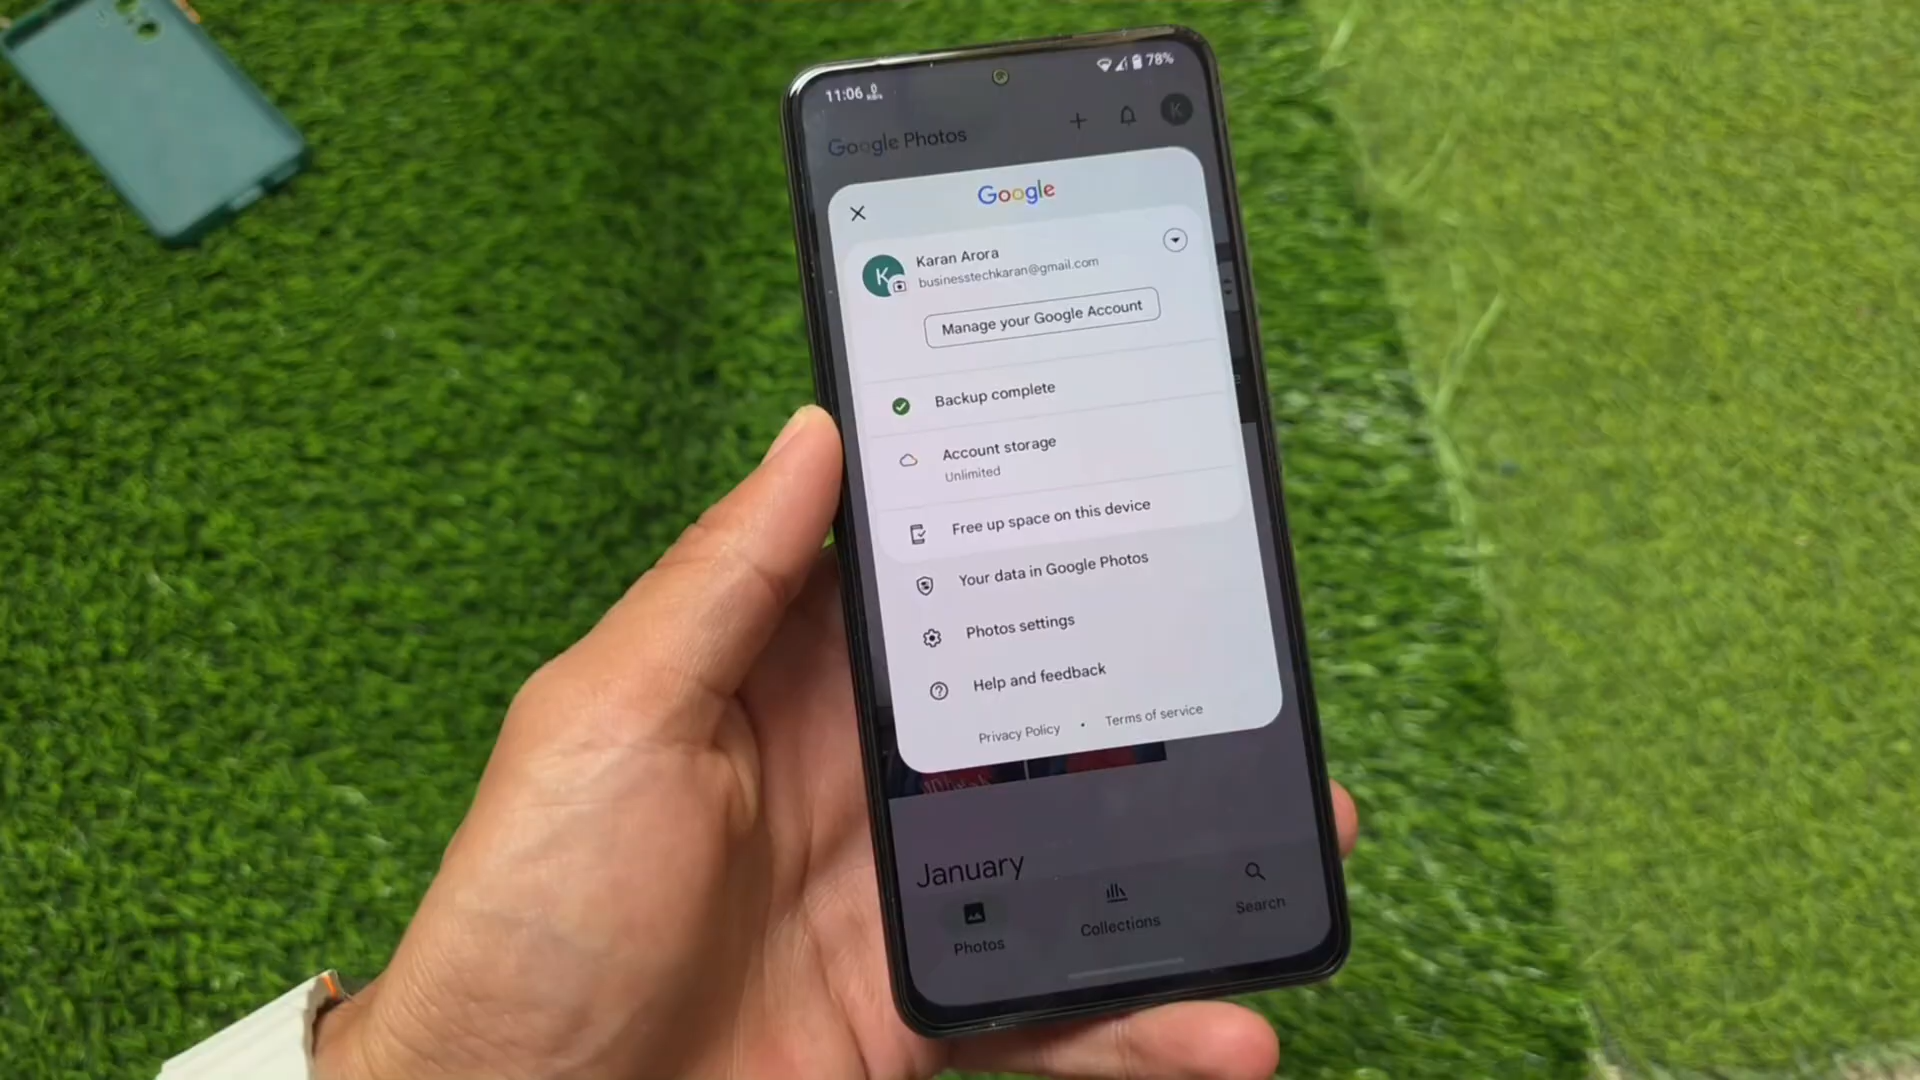 11:06
78%
Google Photos
K
Google
K
Karan Arora
businesstechkaran@gmail.com
Manage your Google Account
Backup complete
Account storage
Unlimited
Free up space on this device
Your data in Google Photos
Photos settings
Help and feedback
Privacy Policy • Terms of service
January
Photos
Collections
Search